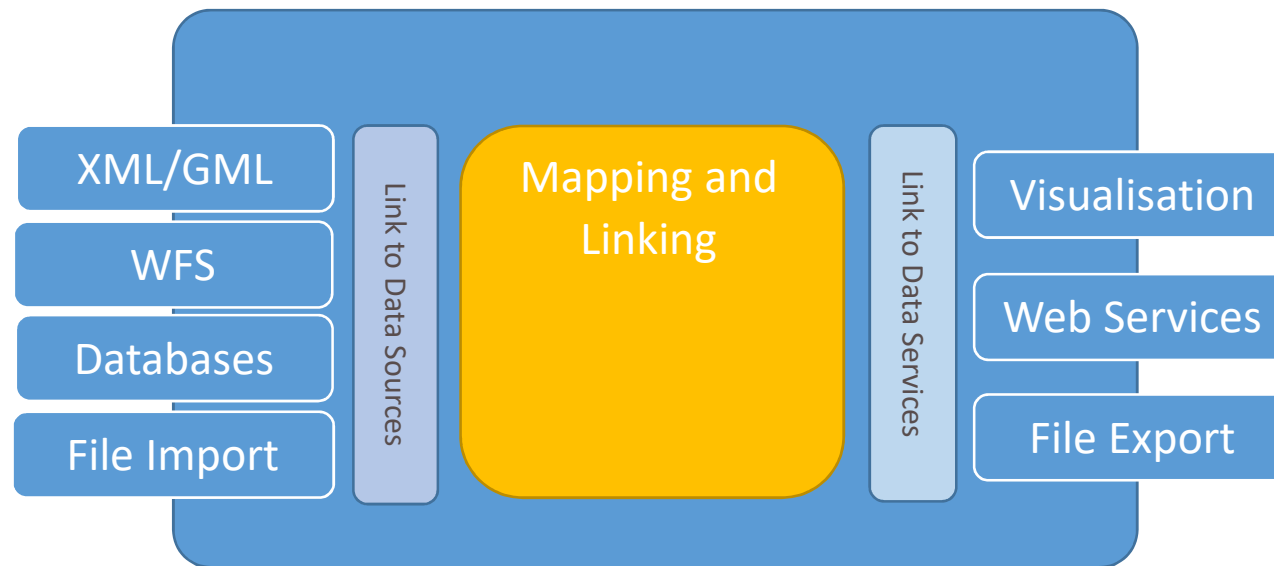 XML/GML
WFS
Databases
File Import
Link to Data Sources
Mapping and
Linking
Link to Data Services
Visualisation
Web Services
File Export